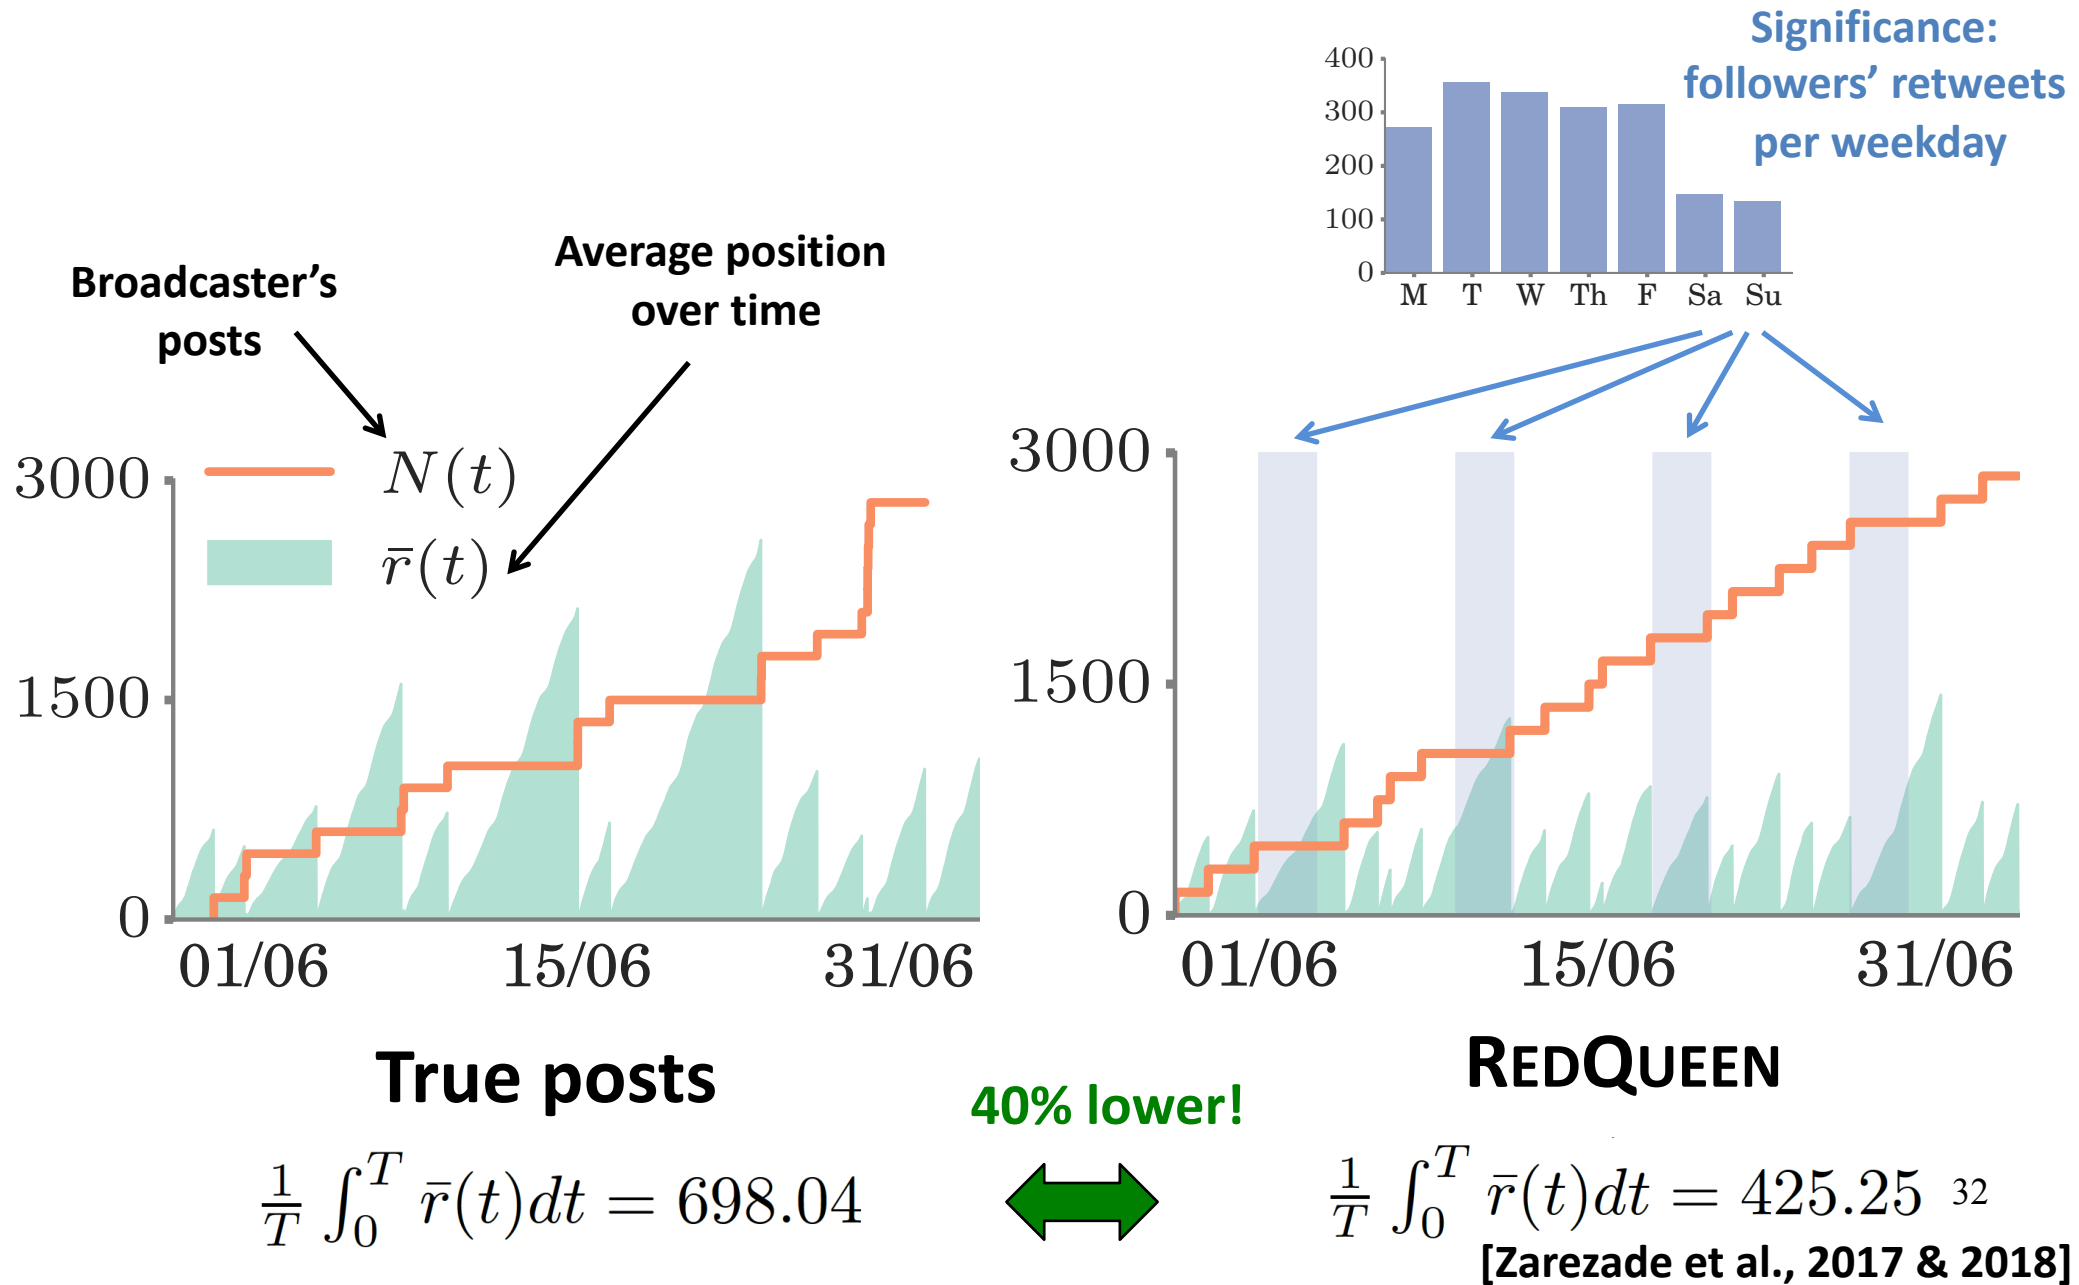 Significance:
followers’ retweets
per weekday
400
300
200
100
0
M T W Th F Sa Su
Broadcaster’s
posts
Average position
over time
N(t)
r̄(t)
3000
1500
0
01/06 15/06 31/06
3000
1500
0
01/06 15/06 31/06
True posts
REDQUEEN
40% lower!
1/T ∫₀ᵀ r̄(t)dt = 698.04
1/T ∫₀ᵀ r̄(t)dt = 425.25
32
[Zarezade et al., 2017 & 2018]